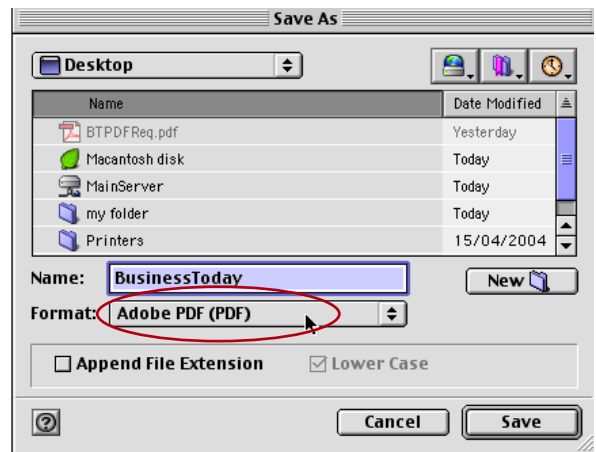 Save As
Desktop
Name Date Modified
BTPDFReq.pdf Yesterday
Macantosh disk Today
MainServer Today
my folder Today
Printers 15/04/2004
Name: BusinessToday New
Format: Adobe PDF (PDF)
Append File Extension Lower Case
? Cancel Save